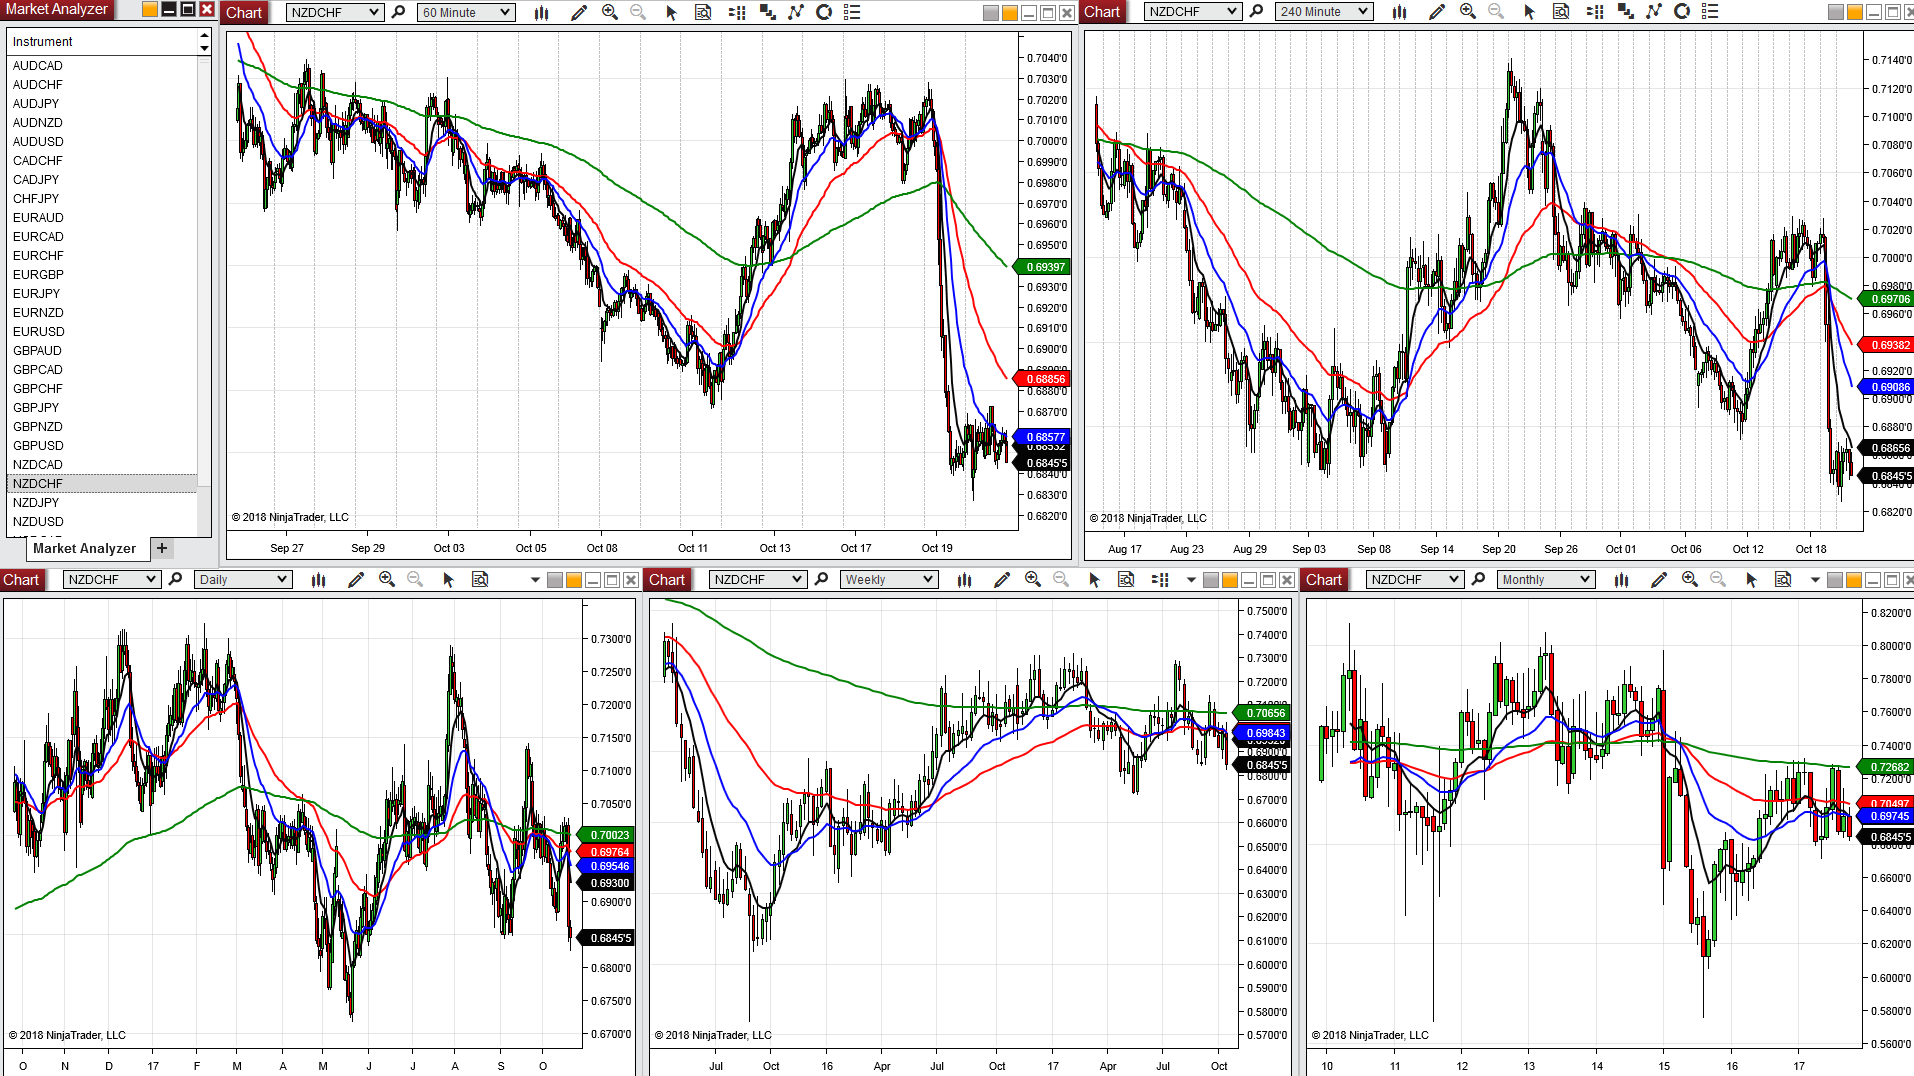 Market Analyzer
Instrument
AUDCAD
AUDCHF
AUDJPY
AUDNZD
AUDUSD
CADCHF
CADJPY
CHFJPY
EURAUD
EURCAD
EURCHF
EURGBP
EURJPY
EURNZD
EURUSD
GBPAUD
GBPCAD
GBPCHF
GBPJPY
GBPNZD
GBPUSD
NZDCAD
NZDCHF
NZDJPY
NZDUSD
Market Analyzer +
Chart NZDCHF 60 Minute
0.7040'0
0.7030'0
0.7020'0
0.7010'0
0.7000'0
0.6990'0
0.6980'0
0.6970'0
0.6960'0
0.6950'0
0.69397
0.6930'0
0.6920'0
0.6910'0
0.6900'0
0.68856
0.6880'0
0.6870'0
0.68577
0.6845'5
0.6840'0
0.6830'0
0.6820'0
© 2018 NinjaTrader, LLC
Sep 27 Sep 29 Oct 03 Oct 05 Oct 08 Oct 11 Oct 13 Oct 17 Oct 19
Chart NZDCHF 240 Minute
0.7140'0
0.7120'0
0.7100'0
0.7080'0
0.7060'0
0.7040'0
0.7020'0
0.7000'0
0.6980'0
0.69706
0.6960'0
0.69382
0.6920'0
0.69086
0.6900'0
0.6880'0
0.68656
0.6845'5
0.6820'0
© 2018 NinjaTrader, LLC
Aug 17 Aug 23 Aug 29 Sep 03 Sep 08 Sep 14 Sep 20 Sep 26 Oct 01 Oct 06 Oct 12 Oct 18
Chart NZDCHF Daily
0.7300'0
0.7250'0
0.7200'0
0.7150'0
0.7100'0
0.7050'0
0.70023
0.69764
0.69546
0.69300
0.6900'0
0.6845'5
0.6800'0
0.6750'0
0.6700'0
© 2018 NinjaTrader, LLC
O N D 17 F M A M J J A S O
Chart NZDCHF Weekly
0.7500'0
0.7400'0
0.7300'0
0.7200'0
0.70656
0.69843
0.6900'0
0.6845'5
0.6800'0
0.6700'0
0.6600'0
0.6500'0
0.6400'0
0.6300'0
0.6200'0
0.6100'0
0.6000'0
0.5900'0
0.5800'0
0.5700'0
© 2018 NinjaTrader, LLC
Jul Oct 16 Apr Jul Oct 17 Apr Jul Oct
Chart NZDCHF Monthly
0.8200'0
0.8000'0
0.7800'0
0.7600'0
0.7400'0
0.72682
0.7200'0
0.70497
0.69745
0.6845'5
0.6600'0
0.6400'0
0.6200'0
0.6000'0
0.5800'0
0.5600'0
© 2018 NinjaTrader, LLC
10 11 12 13 14 15 16 17